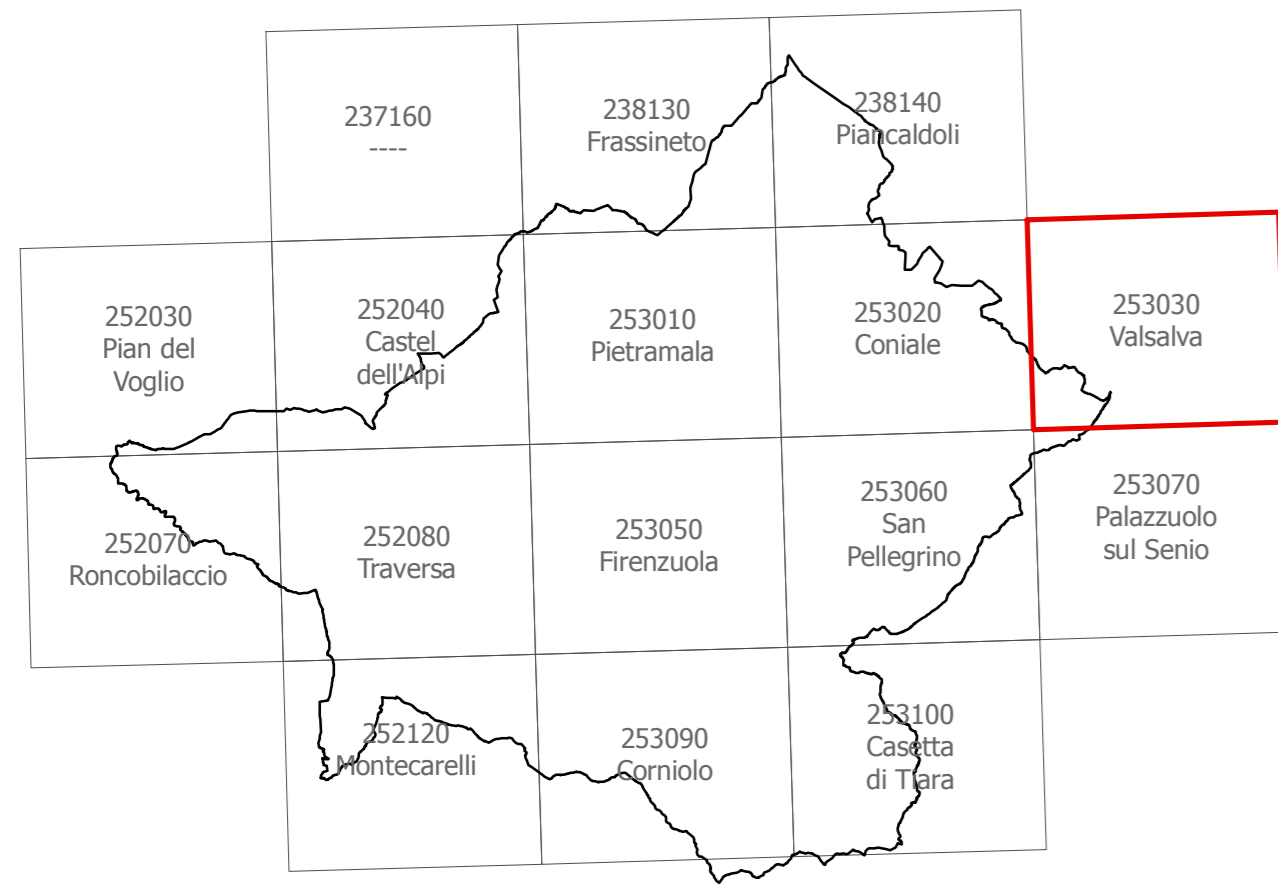 237160
----
238130
Frassineto
238140
Piancaldoli
252030
Pian del
Voglio
252040
Castel
dell'Alpi
253010
Pietramala
253020
Coniale
253030
Valsalva
252070
Roncobilaccio
252080
Traversa
253050
Firenzuola
253060
San
Pellegrino
253070
Palazzuolo
sul Senio
252120
Montecarelli
253090
Corniolo
253100
Casetta
di Tiara